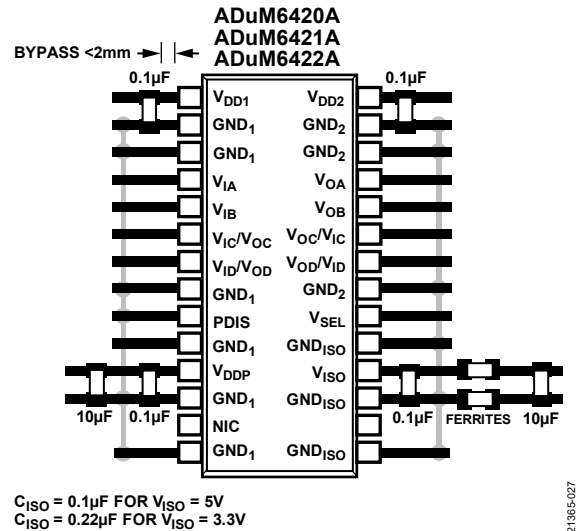 ADuM6420A
ADuM6421A
ADuM6422A
BYPASS <2mm
0.1µF 0.1µF
VDD1 VDD2
GND1 GND2
GND1 GND2
VIA VOA
VIB VOB
VIC/VOC VOC/VIC
VID/VOD VOD/VID
GND1 GND2
PDIS VSEL
GND1 GNDISO
VDDP VISO
GND1 GNDISO
10µF 0.1µF 0.1µF FERRITES 10µF
NIC
GND1 GNDISO
CISO = 0.1µF FOR VISO = 5V
CISO = 0.22µF FOR VISO = 3.3V
21365-027